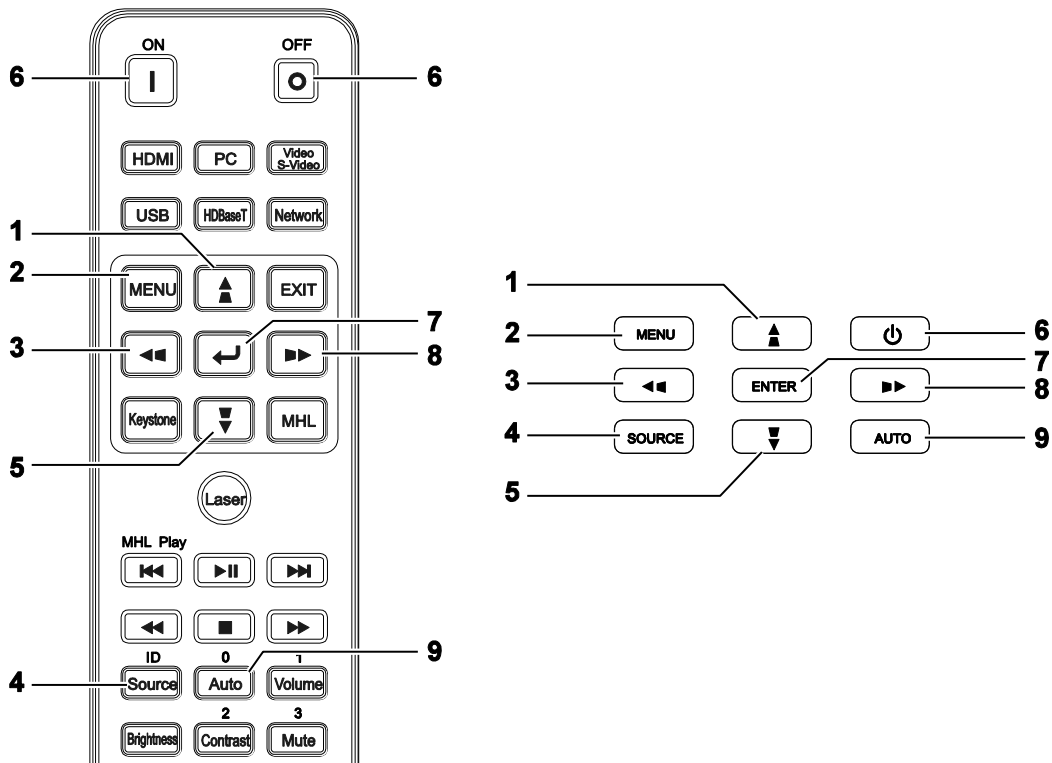 ON OFF
6 6
HDMI PC Video
S-Video
USB HDBaseT Network
1
2 MENU EXIT
3 7
8
Keystone MHL
5
Laser
MHL Play
ID 0 1
9
4 Source Auto Volume
2 3
Brightness Contrast Mute
1
2 MENU 6
7
3 ENTER 8
4 SOURCE AUTO 9
5